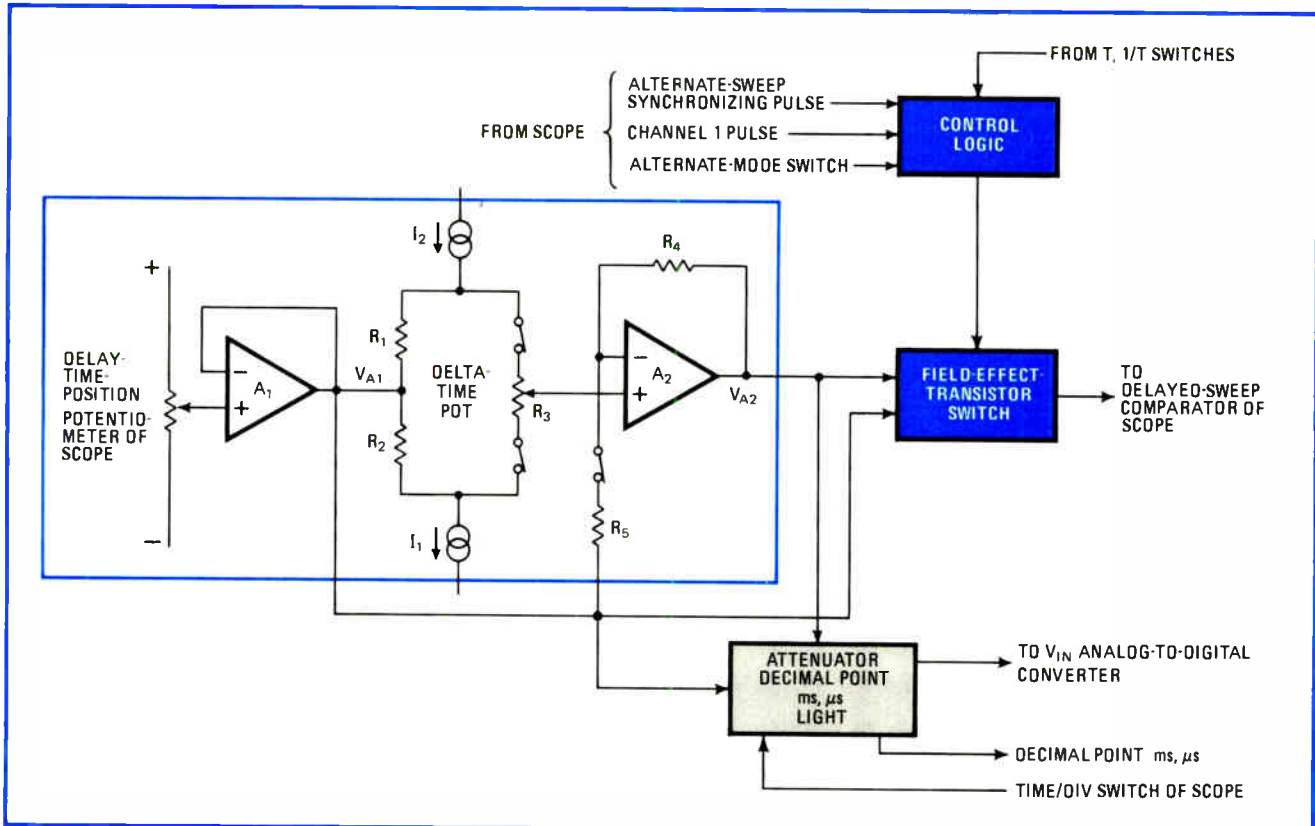 FROM T, 1/T SWITCHES
ALTERNATE-SWEEP
SYNCHRONIZING PULSE
FROM SCOPE
CHANNEL 1 PULSE
ALTERNATE-MODE SWITCH
CONTROL
LOGIC
I2
R4
+
DELAY-
TIME-
POSITION
POTENTIO-
METER OF
SCOPE
−
−
A1
+
VA1
R1
R2
DELTA-
TIME
POT
R3
−
A2
+
VA2
R5
I1
FIELD-EFFECT-
TRANSISTOR
SWITCH
TO
DELAYED-SWEEP
COMPARATOR OF
SCOPE
ATTENUATOR
DECIMAL POINT
ms, μs
LIGHT
TO VIN ANALOG-TO-DIGITAL
CONVERTER
DECIMAL POINT ms, μs
TIME/DIV SWITCH OF SCOPE